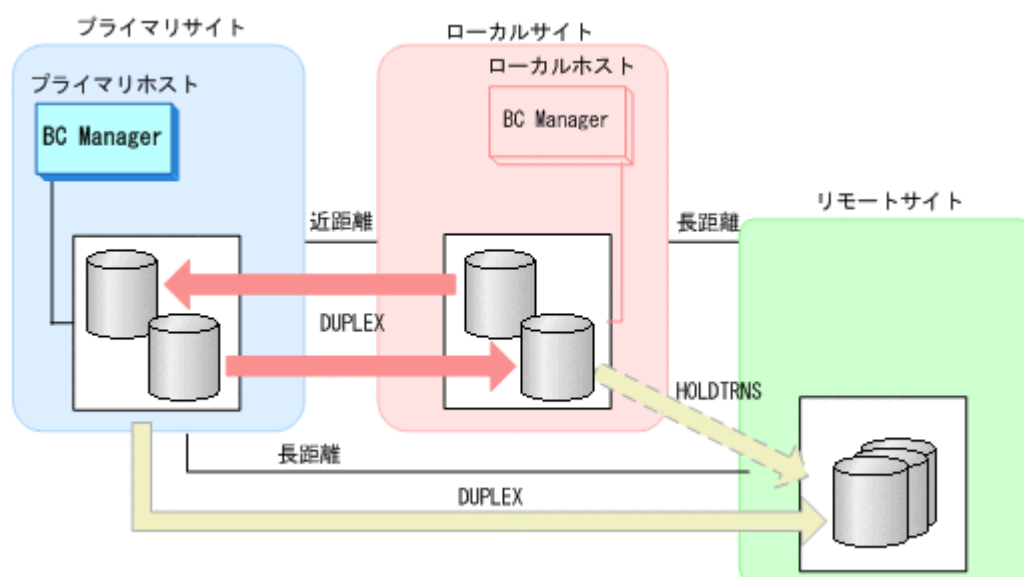 プライマリサイト
ローカルサイト
プライマリホスト
ローカルホスト
BC Manager
BC Manager
リモートサイト
近距離
長距離
DUPLEX
HOLDTRNS
長距離
DUPLEX